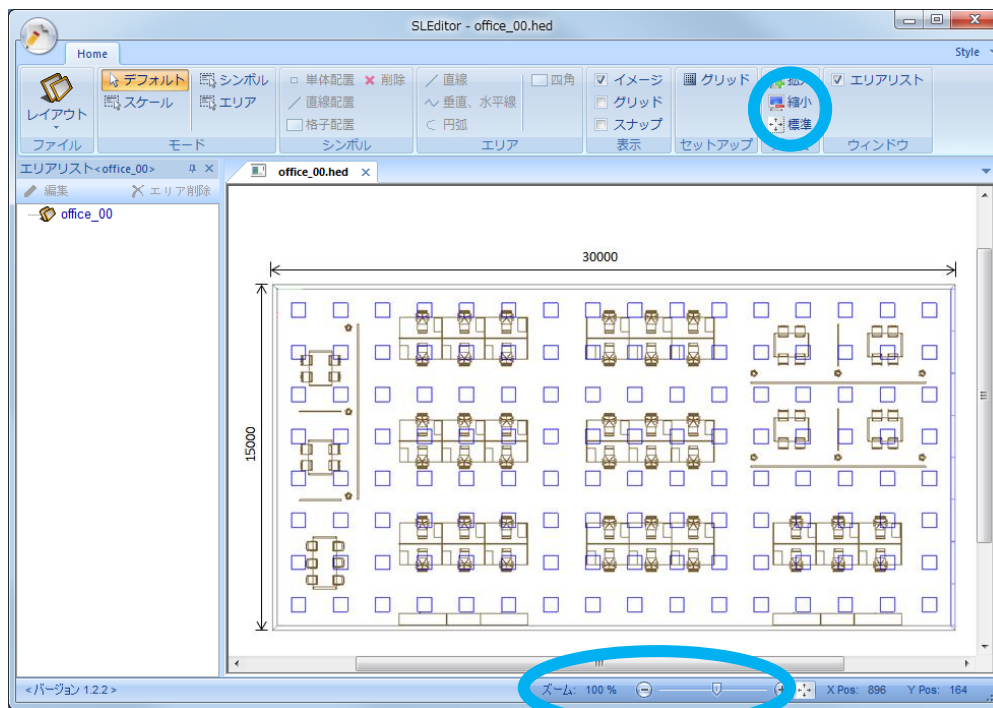 SLEditor - office_00.hed
Home
Style
レイアウト
デフォルト
スケール
シンボル
エリア
単体配置
削除
直線配置
格子配置
直線
四角
垂直、水平線
円弧
イメージ
グリッド
スナップ
グリッド
縮小
標準
エリアリスト
ファイル
モード
シンボル
エリア
表示
セットアップ
ウィンドウ
エリアリスト<office_00>
編集
エリア削除
office_00
office_00.hed
30000
15000
<バージョン 1.2.2>
ズーム: 100 %
X Pos: 896
Y Pos: 164